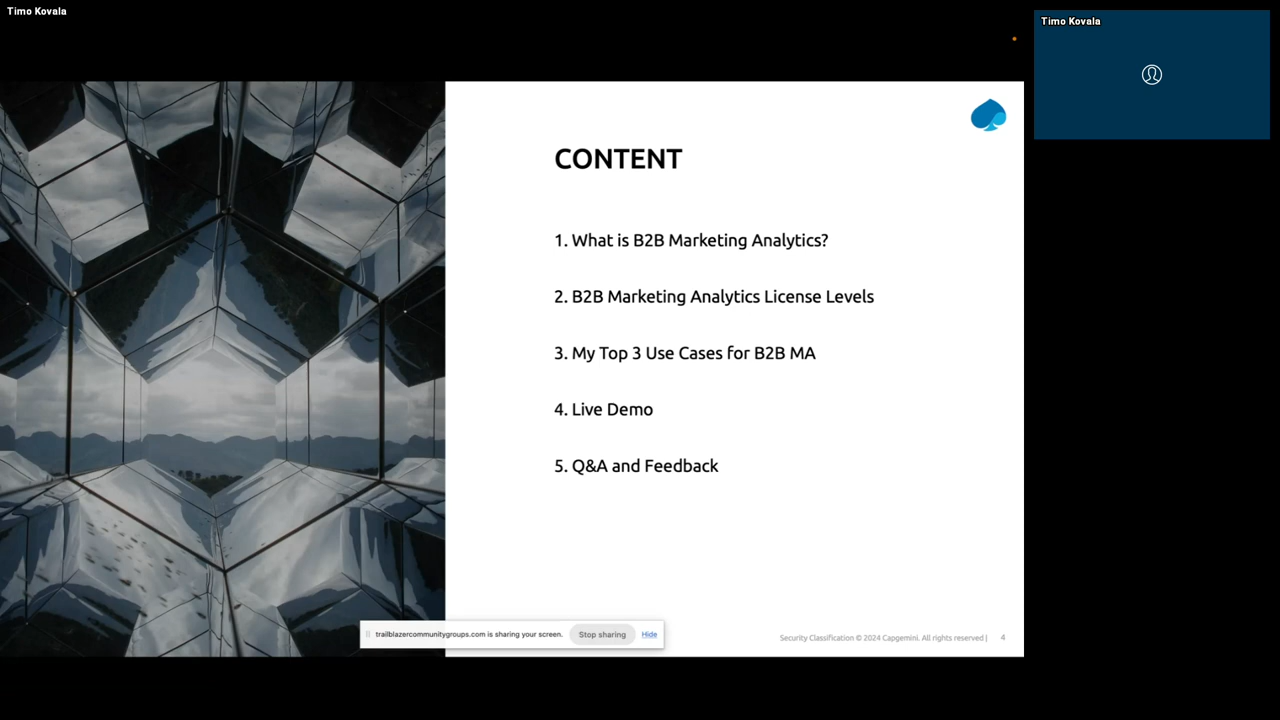 Timo Kovala
Timo Kovala
CONTENT
1. What is B2B Marketing Analytics?
2. B2B Marketing Analytics License Levels
3. My Top 3 Use Cases for B2B MA
4. Live Demo
5. Q&A and Feedback
trailblazercommunitygroups.com is sharing your screen.
Stop sharing
Hide
Security Classification © 2024 Capgemini. All rights reserved |
4